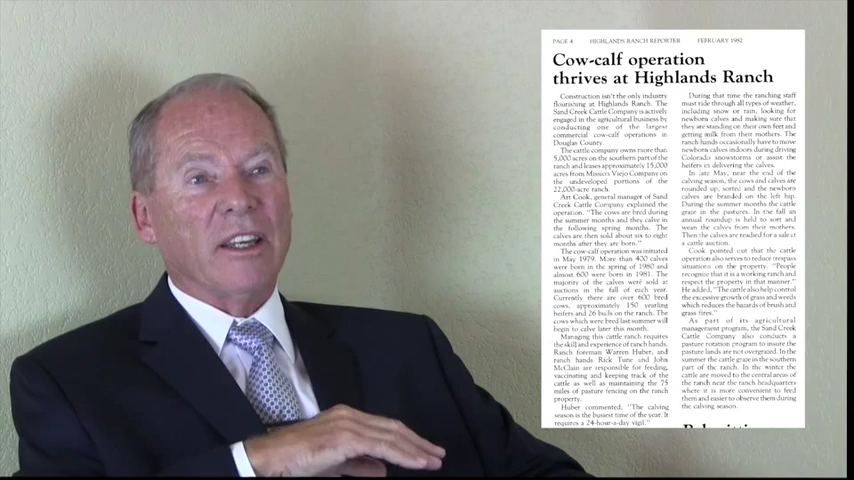 PAGE 4 HIGHLANDS RANCH REPORTER FEBRUARY 1982
Cow-calf operation
thrives at Highlands Ranch
Construction isn't the only industry
flourishing at Highlands Ranch. The
Sand Creek Cattle Company is actively
engaged in the agricultural business by
conducting one of the largest
commercial cow-calf operations in
Douglas County.
The cattle company owns more than
5,000 acres on the southern part of the
ranch and leases approximately 15,000
acres from Mission Viejo Company on
the undeveloped portions of the
22,000-acre ranch.
Art Cook, general manager of Sand
Creek Cattle Company explained the
operation. "The cows are bred during
the summer months and they calve in
the following spring months. The
calves are then sold about six to eight
months after they are born."
The cow-calf operation was initiated
in May 1979. More than 400 calves
were born in the spring of 1980 and
almost 600 were born in 1981. The
majority of the calves were sold at
auctions in the fall of each year.
Currently there are over 600 bred
cows, approximately 150 yearling
heifers and 26 bulls on the ranch. The
cows which were bred last summer will
begin to calve later this month.
Managing this cattle ranch requires
the skill and experience of ranch hands.
Ranch foreman Warren Huber, and
ranch hands Rick Tune and John
McClain are responsible for feeding,
vaccinating and keeping track of the
cattle as well as maintaining the 75
miles of pasture fencing on the ranch
property.
Huber commented, "The calving
season is the busiest time of the year. It
requires a 24-hour-a-day vigil."
During that time the ranching staff
must ride through all types of weather,
including snow or rain, looking for
newborn calves and making sure that
they are standing on their own feet and
getting milk from their mothers. The
ranch hands occasionally have to move
newborn calves indoors during driving
Colorado snowstorms or assist the
heifers in delivering the calves.
In late May, near the end of the
calving season, the cows and calves are
rounded up, sorted and the newborn
calves are branded on the left hip.
During the summer months the cattle
graze in the pastures. In the fall an
annual roundup is held to sort and
wean the calves from their mothers.
Then the calves are readied for a sale at
a cattle auction.
Cook pointed out that the cattle
operation also serves to reduce trespass
situations on the property. "People
recognize that it is a working ranch and
respect the property in that manner."
He added, "The cattle also help control
the excessive growth of grass and weeds
which reduces the hazards of brush and
grass fires."
As part of its agricultural
management program, the Sand Creek
Cattle Company also conducts a
pasture rotation program to insure the
pasture lands are not overgrazed. In the
summer the cattle graze in the southern
part of the ranch. In the winter the
cattle are moved to the central areas of
the ranch near the ranch headquarters
where it is more convenient to feed
them and easier to observe them during
the calving season.